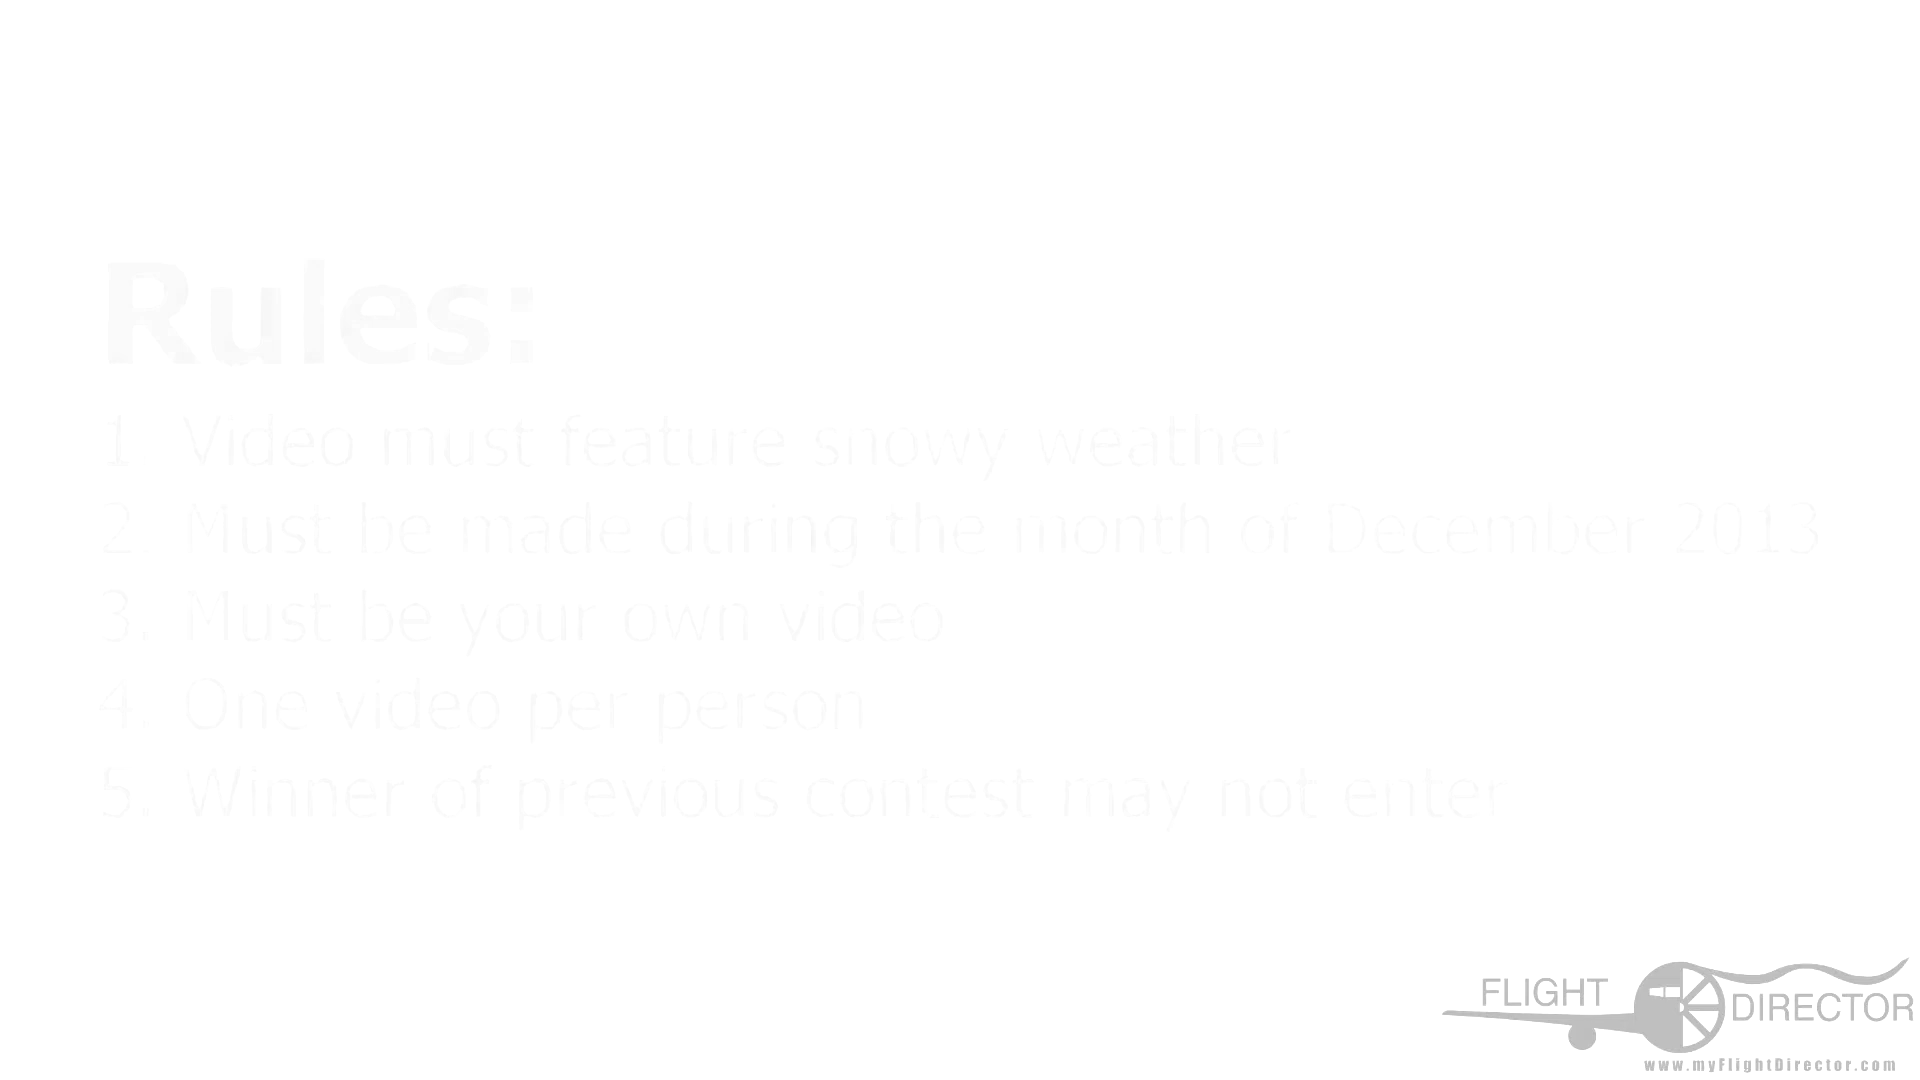 Rules:
1 Video must feature snowy weather
2. Must be made during the month of December 2013
3. Must be your own video
4. One video per person
5. Winner of previous contest may not enter
FLIGHT
DIRECTOR
www.myFlightDirector.com